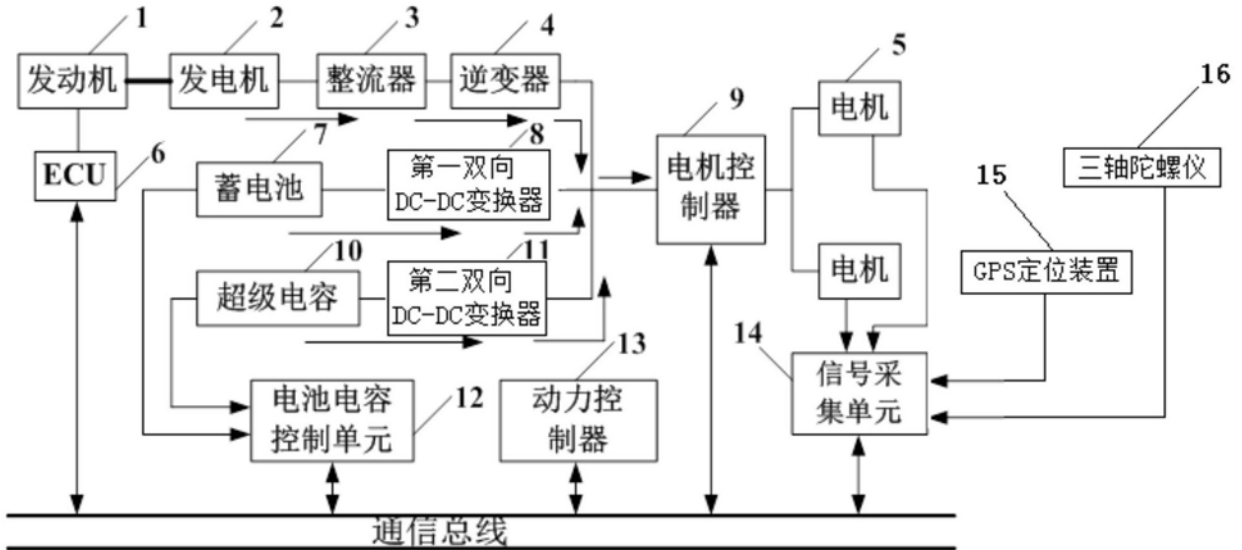 1
2
3
4
5
16
发动机
发电机
整流器
逆变器
电机
9
6
7
8
ECU
蓄电池
第一双向
DC-DC变换器
电机控
制器
三轴陀螺仪
15
10
11
电机
GPS定位装置
超级电容
第二双向
DC-DC变换器
13
14
电池电容
控制单元
12
动力控
制器
信号采
集单元
通信总线